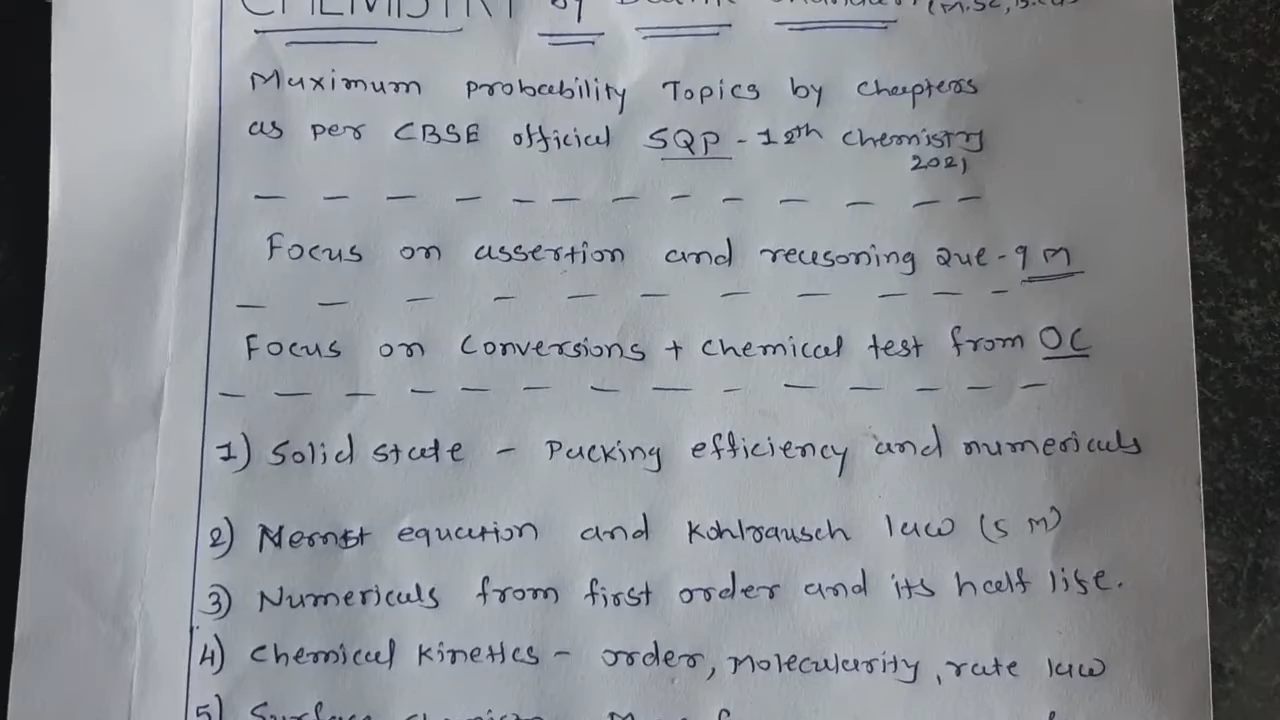 CHEMISTRY by
Maximum probability Topics by chapters
as per CBSE official SQP - 12th chemistry
2021
Focus on assertion and reasoning Que - 9 M
Focus on conversions + chemical test from OC
1) Solid state - Packing efficiency and numericals
2) Nernst equation and Kohlrausch law (5 M)
3) Numericals from first order and its half life.
4) Chemical Kinetics - order, Molecularity, rate law
5)